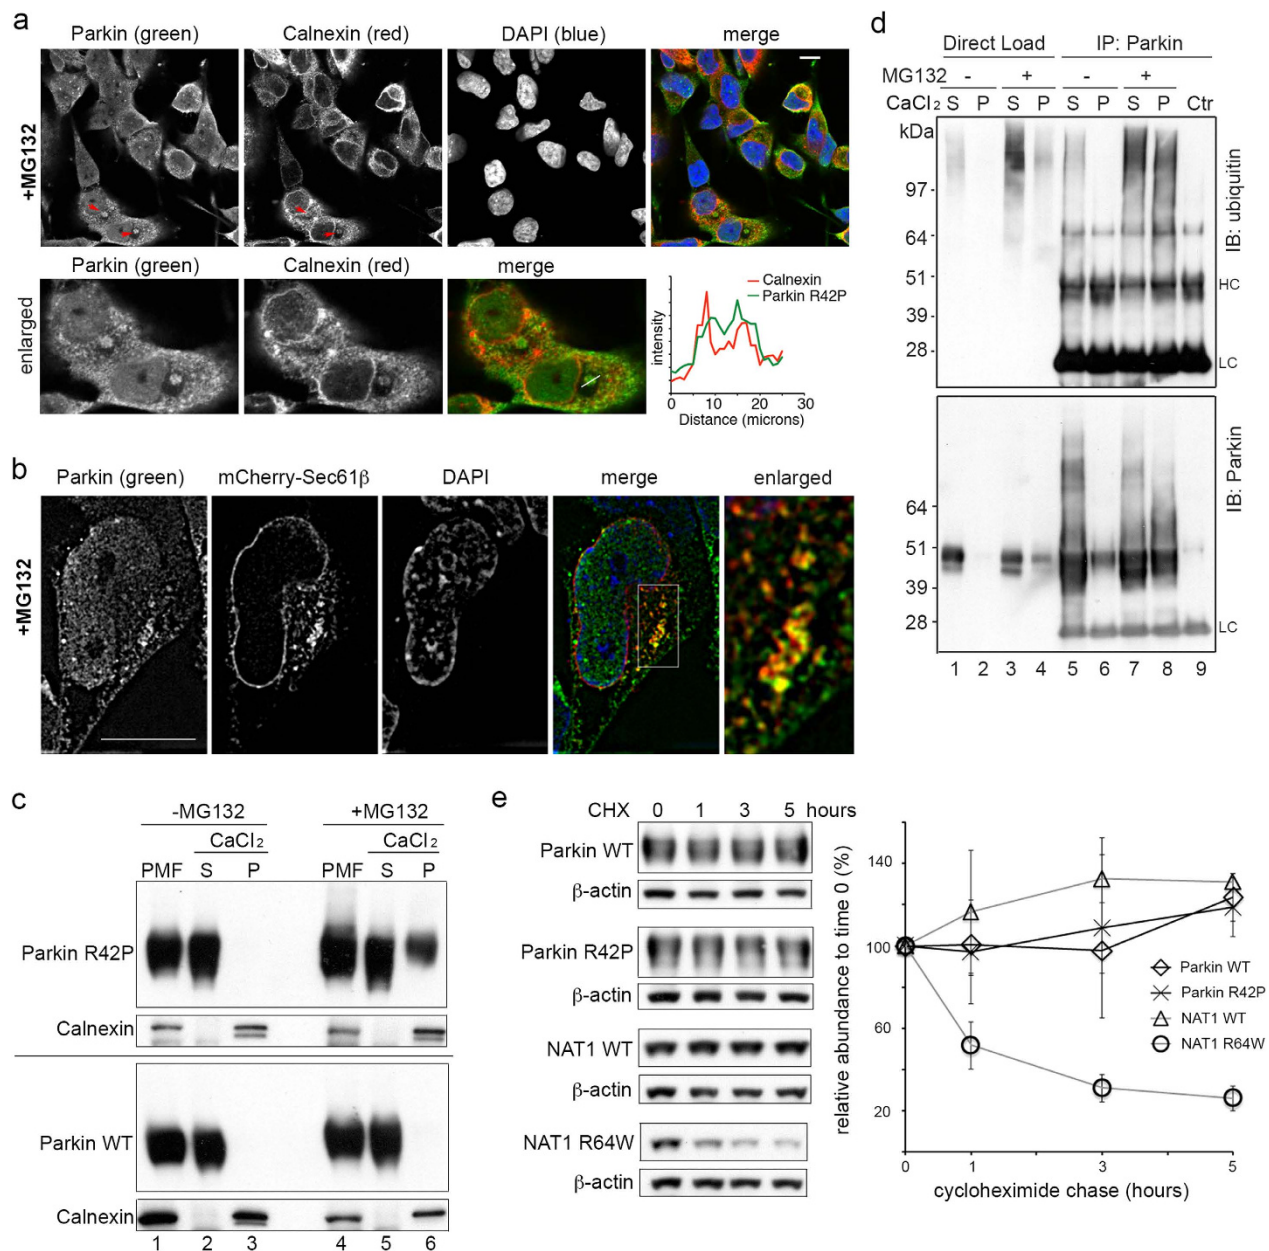 a
Parkin (green) Calnexin (red) DAPI (blue) merge
+MG132
Parkin (green) Calnexin (red) merge
enlarged
Calnexin
Parkin R42P
intensity
0 10 20 30
Distance (microns)
b
Parkin (green) mCherry-Sec61β DAPI merge enlarged
+MG132
c
-MG132 +MG132
CaCl2 CaCl2
PMF S P PMF S P
Parkin R42P
Calnexin
Parkin WT
Calnexin
1 2 3 4 5 6
d
Direct Load IP: Parkin
MG132 - + - +
CaCl2 S P S P S P S P Ctr
kDa
97
64
51
39
28
HC
LC
IB: ubiquitin
64
51
39
28
LC
IB: Parkin
1 2 3 4 5 6 7 8 9
e
CHX 0 1 3 5 hours
Parkin WT
β-actin
Parkin R42P
β-actin
NAT1 WT
β-actin
NAT1 R64W
β-actin
relative abundance to time 0 (%)
140
100
60
20
Parkin WT
Parkin R42P
NAT1 WT
NAT1 R64W
0 1 3 5
cycloheximide chase (hours)